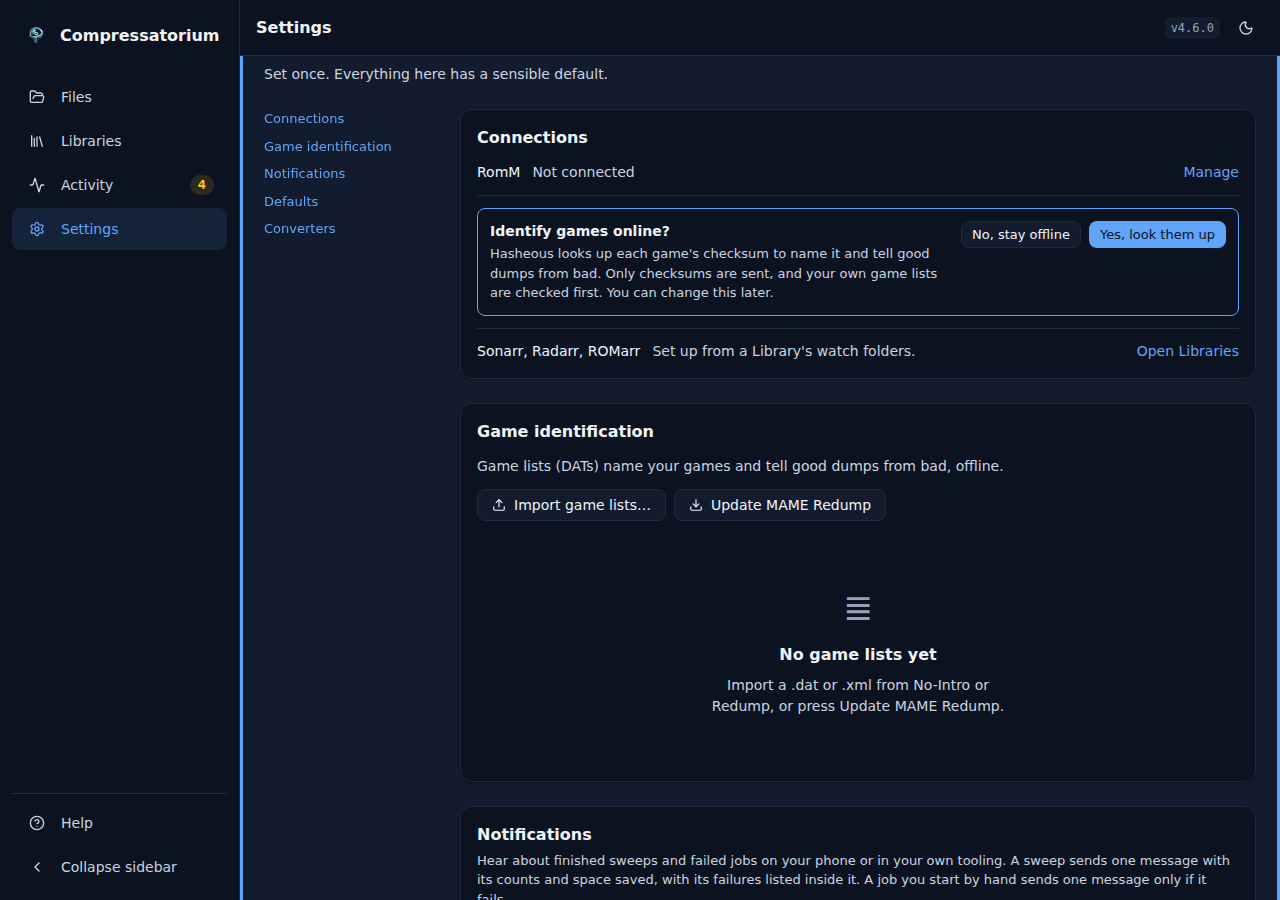 Compressatorium
Files
Libraries
Activity
4
Settings
Help
Collapse sidebar
Settings
v4.6.0
Set once. Everything here has a sensible default.
Connections
Game identification
Notifications
Defaults
Converters
Connections
RomM Not connected
Manage
Identify games online?
No, stay offline
Yes, look them up
Hasheous looks up each game's checksum to name it and tell good
dumps from bad. Only checksums are sent, and your own game lists
are checked first. You can change this later.
Sonarr, Radarr, ROMarr Set up from a Library's watch folders.
Open Libraries
Game identification
Game lists (DATs) name your games and tell good dumps from bad, offline.
Import game lists…
Update MAME Redump
No game lists yet
Import a .dat or .xml from No-Intro or
Redump, or press Update MAME Redump.
Notifications
Hear about finished sweeps and failed jobs on your phone or in your own tooling. A sweep sends one message with
its counts and space saved, with its failures listed inside it. A job you start by hand sends one message only if it
fails.